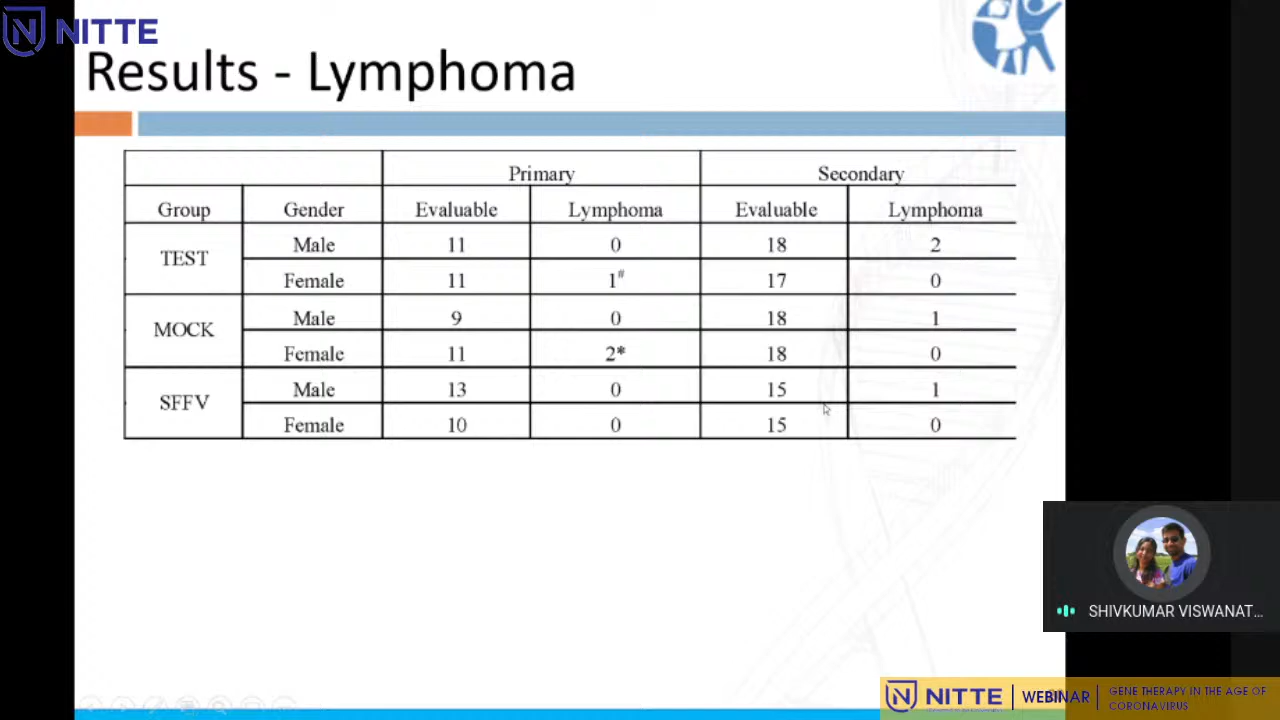 NITTE
Results - Lymphoma
Primary Secondary
Group Gender Evaluable Lymphoma Evaluable Lymphoma
TEST Male 11 0 18 2
Female 11 1# 17 0
MOCK Male 9 0 18 1
Female 11 2* 18 0
SFFV Male 13 0 15 1
Female 10 0 15 0
SHIVKUMAR VISWANAT...
NITTE WEBINAR GENE THERAPY IN THE AGE OF
CORONAVIRUS